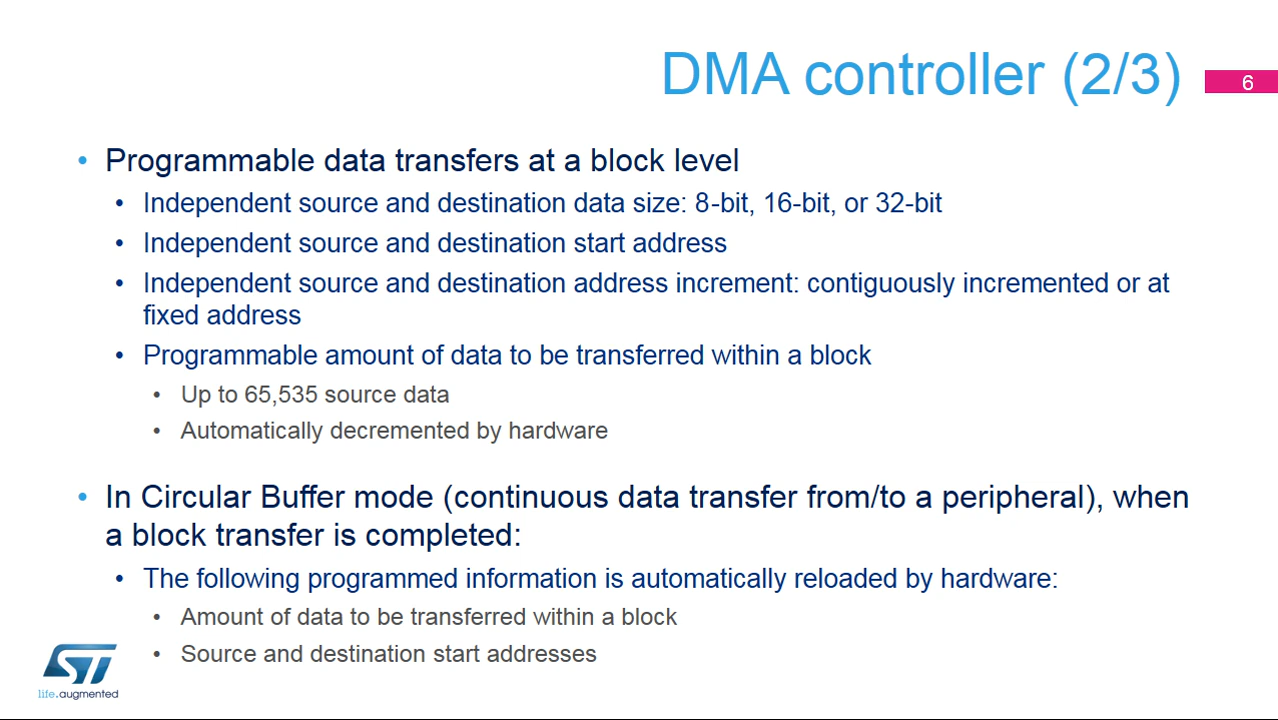 DMA controller (2/3)
6
• Programmable data transfers at a block level
• Independent source and destination data size: 8-bit, 16-bit, or 32-bit
• Independent source and destination start address
• Independent source and destination address increment: contiguously incremented or at
fixed address
• Programmable amount of data to be transferred within a block
• Up to 65,535 source data
• Automatically decremented by hardware
• In Circular Buffer mode (continuous data transfer from/to a peripheral), when
a block transfer is completed:
• The following programmed information is automatically reloaded by hardware:
• Amount of data to be transferred within a block
• Source and destination start addresses
ST
life.augmented